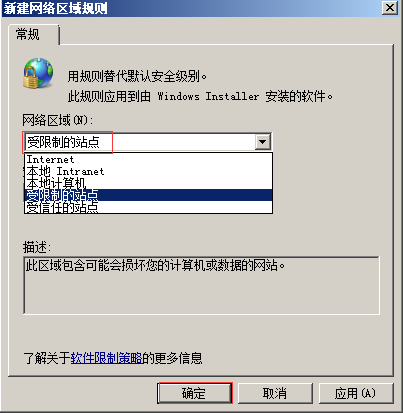 新建网络区域规则
常规
用规则替代默认安全级别。
此规则应用到由 Windows Installer 安装的软件。
网络区域(N):
受限制的站点
Internet
本地 Intranet
本地计算机
受限制的站点
受信任的站点
描述:
此区域包含可能会损坏您的计算机或数据的网站。
了解关于软件限制策略的更多信息
确定 取消 应用(A)